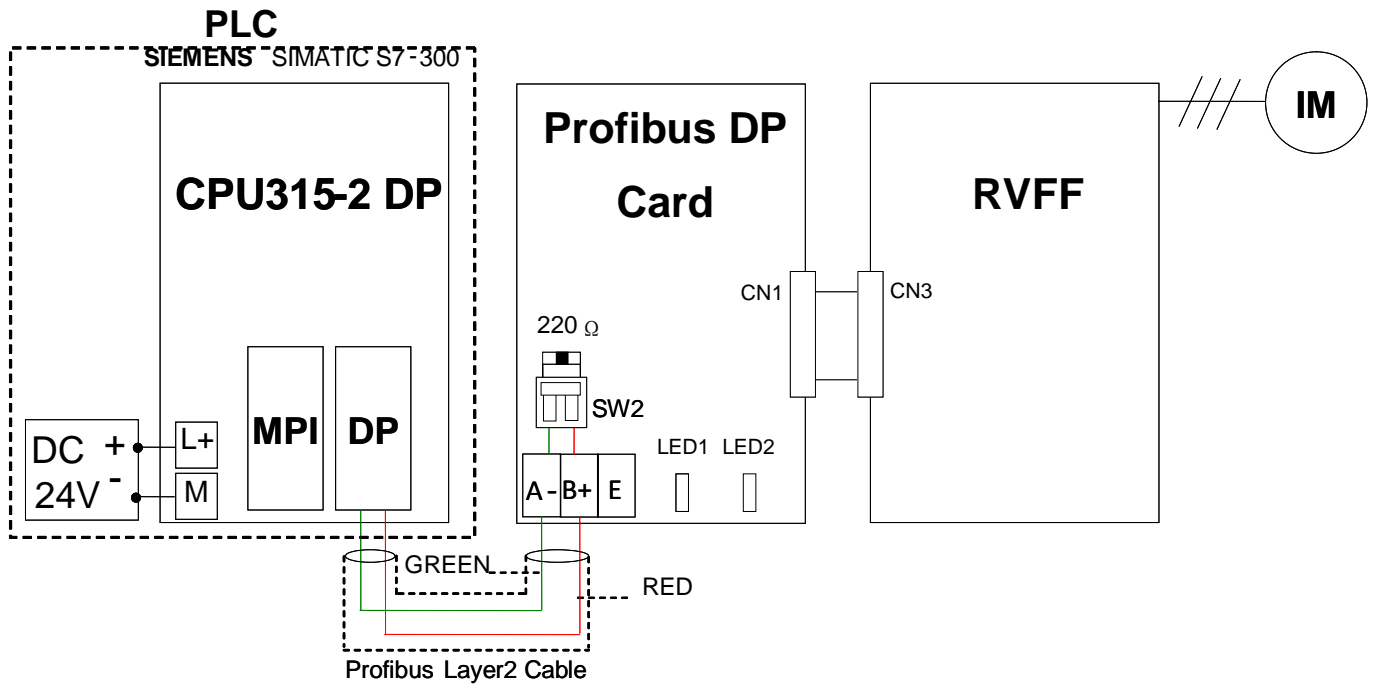 PLC
SIEMENS SIMATIC S7-300
CPU315-2 DP
MPI
DP
DC + -
24V
L+
M
Profibus DP
Card
220 Ω
SW2
A - B+ E
LED1 LED2
CN1
CN3
RVFF
IM
GREEN
RED
Profibus Layer2 Cable